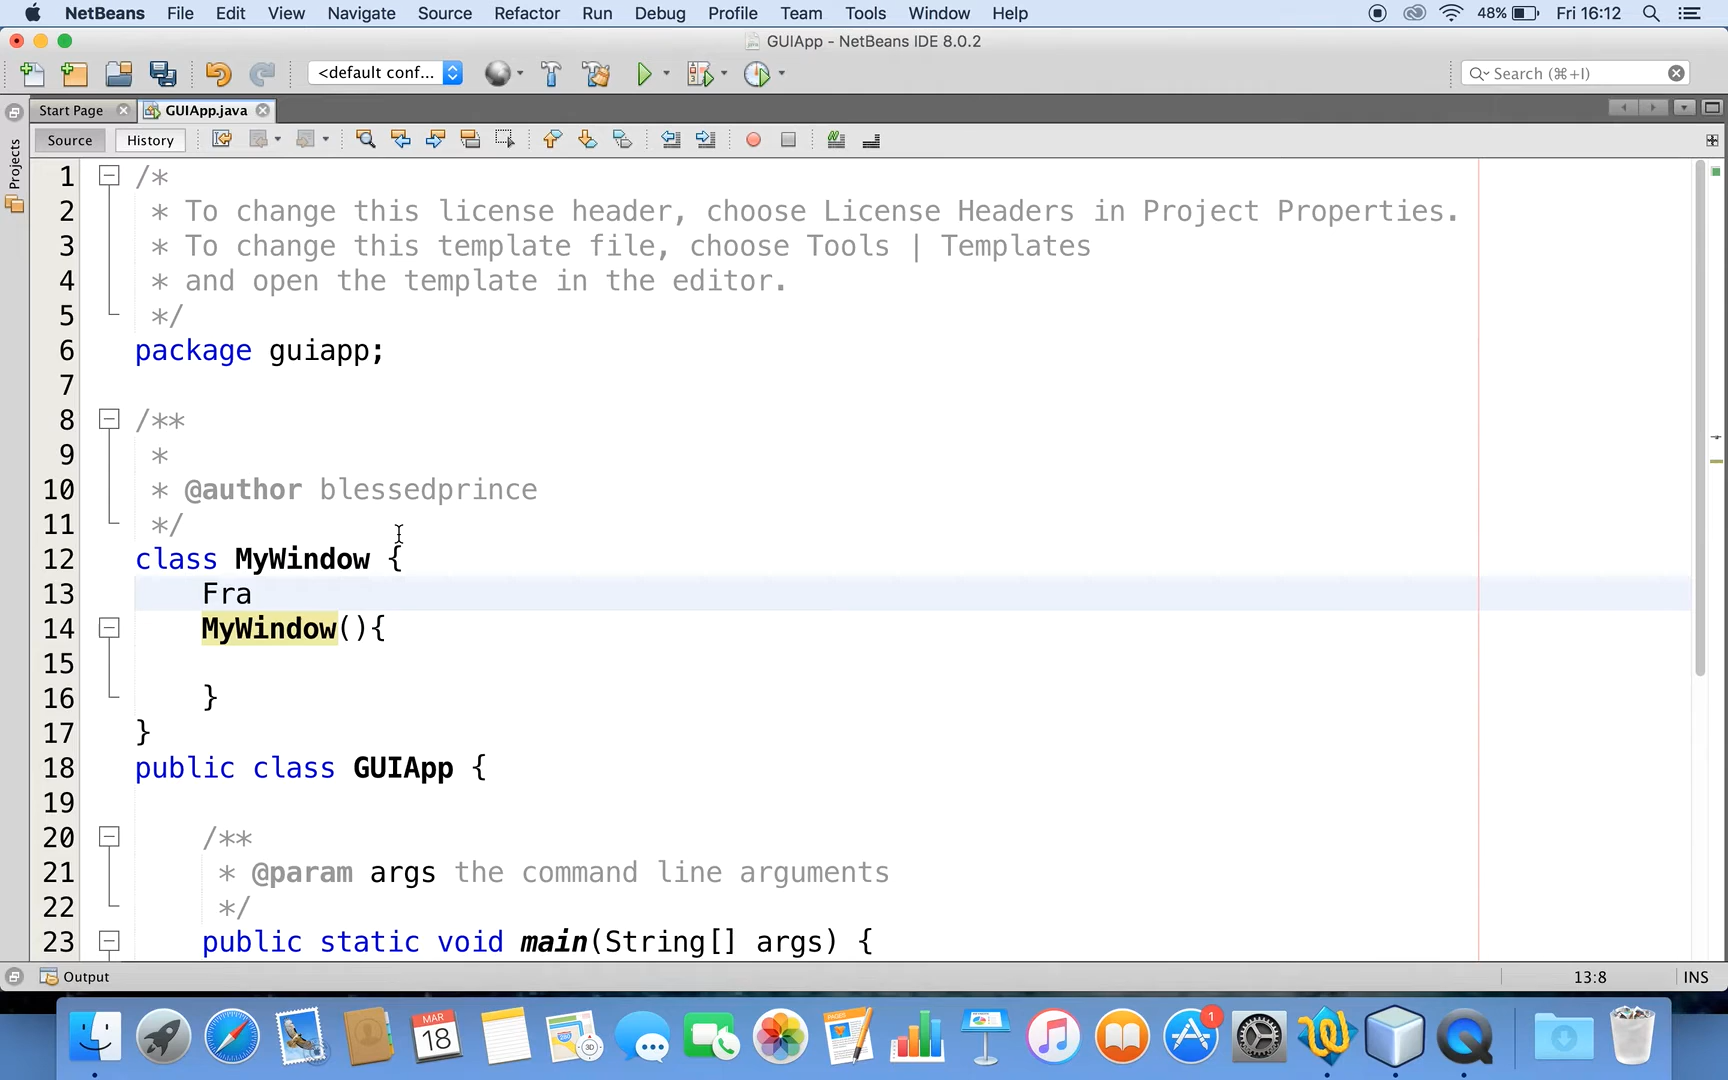 NetBeans File Edit View Navigate Source Refactor Run Debug Profile Team Tools Window Help 48% Fri 16:12
GUIApp - NetBeans IDE 8.0.2
<default conf... Search (⌘+I)
Start Page GUIApp.java
Projects
Source History
1 /*
2 * To change this license header, choose License Headers in Project Properties.
3 * To change this template file, choose Tools | Templates
4 * and open the template in the editor.
5 */
6 package guiapp;
7
8 /**
9 *
10 * @author blessedprince
11 */
12 class MyWindow {
13 Fra
14 MyWindow(){
15
16 }
17 }
18 public class GUIApp {
19
20 /**
21 * @param args the command line arguments
22 */
23 public static void main(String[] args) {
Output 13:8 INS
MAR
18
3D
PAGES
1